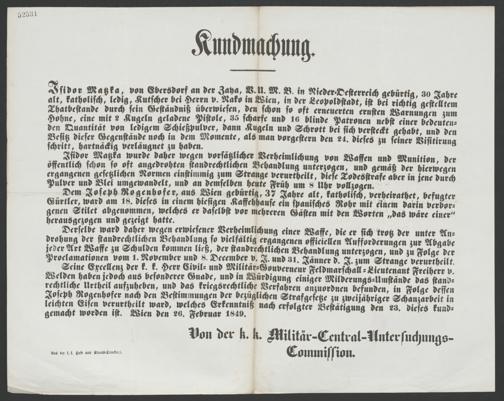 52531
Kundmachung.
Isidor Matzka, von Ebersdorf an der Zaya, V. U. M. B. in Nieder-Oesterreich gebürtig, 30 Jahre
alt, katholisch, ledig, Kutscher bei Herrn v. Mako in Wien, in der Leopoldstadt, ist bei richtig gestelltem
Thatbestande durch sein Geständniß überwiesen, den schon so oft erneuerten ernsten Warnungen zum
Hohne, eine mit 2 Kugeln geladene Pistole, 35 scharfe und 16 blinde Patronen nebst einer bedeuten-
den Quantität von ledigem Schießpulver, dann Kugeln und Schrott bei sich versteckt gehabt, und den
Besitz dieser Gegenstände noch in dem Momente, als man vorgestern den 24. dieses zu seiner Visitirung
schritt, hartnäckig verläugnet zu haben.
Isidor Matzka wurde daher wegen vorsätzlicher Verheimlichung von Waffen und Munition, der
öffentlich schon so oft angedrohten standrechtlichen Behandlung unterzogen, und gemäß der hierwegen
ergangenen gesetzlichen Normen einstimmig zum Strange verurtheilt, diese Todesstrafe aber in jene durch
Pulver und Blei umgewandelt, und an demselben heute Früh um 8 Uhr vollzogen.
Dem Joseph Rogenhofer, aus Wien gebürtig, 37 Jahre alt, katholisch, verheirathet, befugter
Gürtler, ward am 18. dieses in einem hiesigen Kaffehhause ein spanisches Rohr mit einem darin verbor-
genen Stilet abgenommen, welches er daselbst vor mehreren Gästen mit den Worten „das wäre einer"
herausgezogen und gezeigt hatte.
Derselbe ward daher wegen erwiesener Verheimlichung einer Waffe, die er sich trotz der unter An-
drohung der standrechtlichen Behandlung so vielfältig ergangenen officiellen Aufforderungen zur Abgabe
jeder Art Waffe zu Schulden kommen ließ, der standrechtlichen Behandlung unterzogen, und zu Folge der
Proclamationen vom 1. November und 8. December v. J. und 31. Jänner d. J. zum Strange verurtheilt.
Seine Excellenz der k. k. Herr Civil- und Militär-Gouverneur Feldmarschall-Lieutenant Freiherr v.
Welden haben jedoch aus besonderer Gnade, und in Würdigung einiger Milderungs-Umstände das stand-
rechtliche Urtheil aufzuheben, und das kriegsrechtliche Verfahren anzuordnen befunden, in Folge dessen
Joseph Rogenhofer nach den Bestimmungen der bezüglichen Strafgesetze zu zweijähriger Schanzarbeit in
leichten Eisen verurtheilt ward, welches Erkenntniß nach erfolgter Bestätigung den 23. dieses kund-
gemacht worden ist. Wien den 26. Februar 1849.
Von der k. k. Militär-Central-Untersuchungs-
Commission.
Aus der k. k. Hof- und Staats-Druckerei.